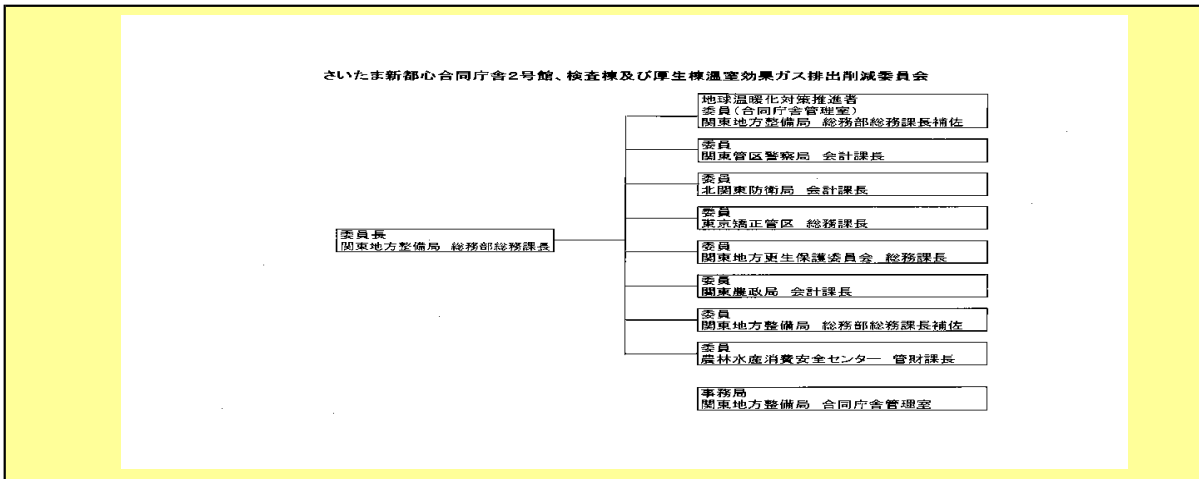 さいたま新都心合同庁舎2号館、検査棟及び厚生棟温室効果ガス排出削減委員会
地球温暖化対策推進者
委員(合同庁舎管理室)
関東地方整備局 総務部総務課長補佐
委員
関東管区警察局 会計課長
委員
北関東防衛局 会計課長
委員
東京矯正管区 総務課長
委員長
関東地方整備局 総務部総務課長
委員
関東地方更生保護委員会 総務課長
委員
関東農政局 会計課長
委員
関東地方整備局 総務部総務課長補佐
委員
農林水産消費安全センター 管財課長
事務局
関東地方整備局 合同庁舎管理室